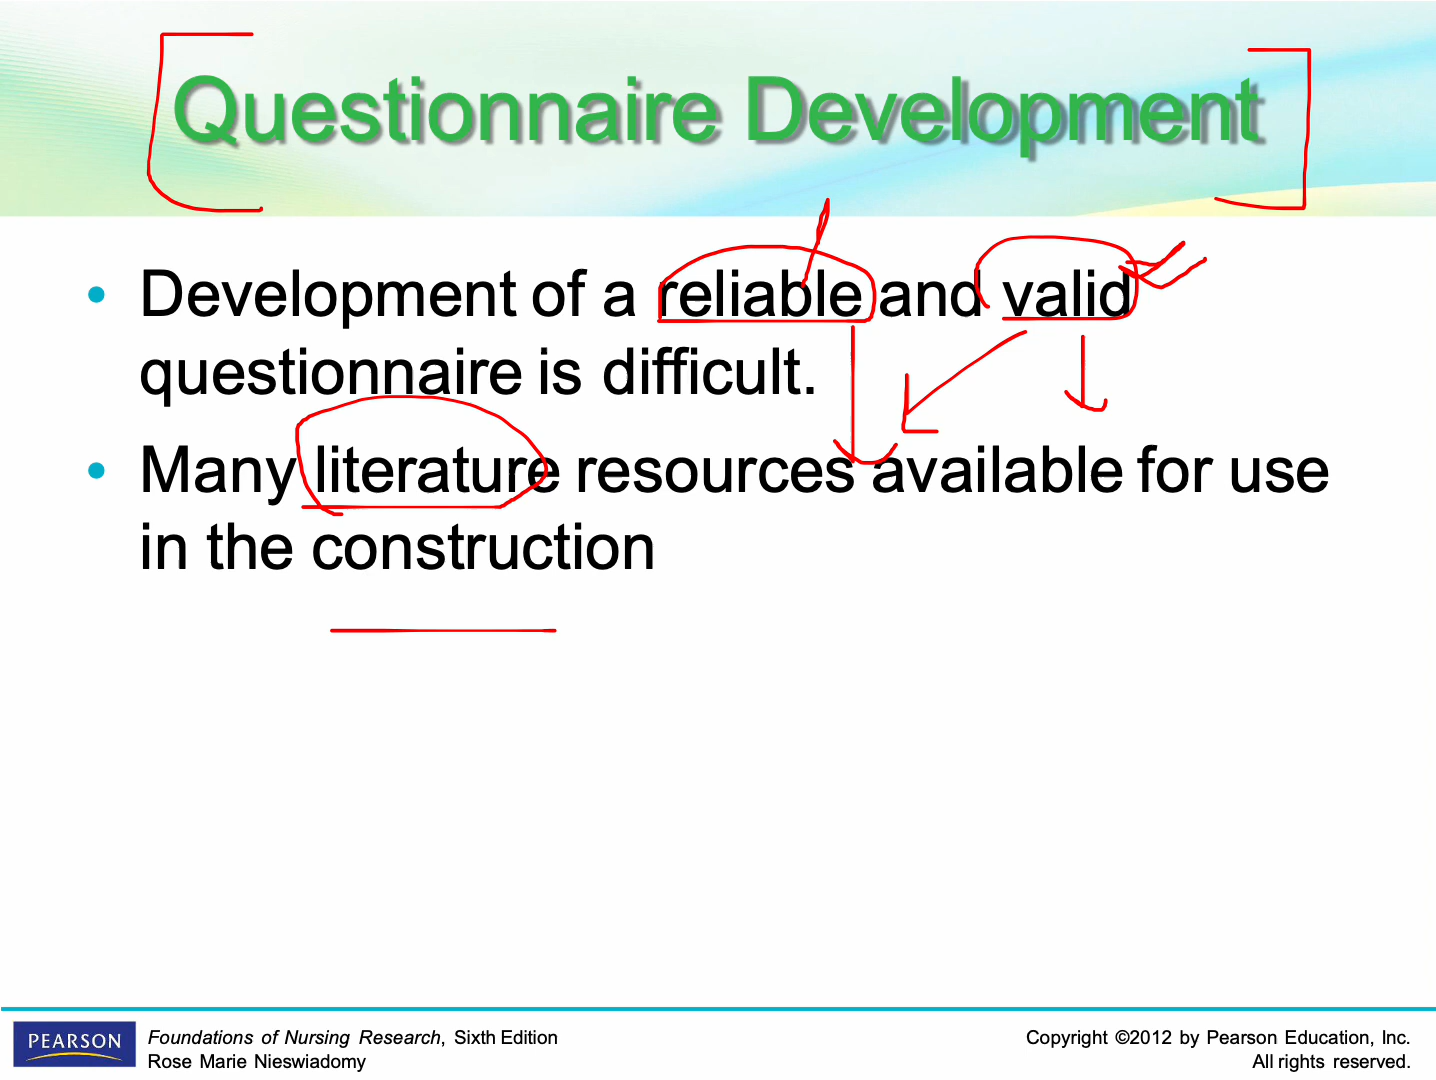 Questionnaire Development
• Development of a reliable and valid
questionnaire is difficult.
• Many literature resources available for use
in the construction
PEARSON
Foundations of Nursing Research, Sixth Edition
Rose Marie Nieswiadomy
Copyright ©2012 by Pearson Education, Inc.
All rights reserved.